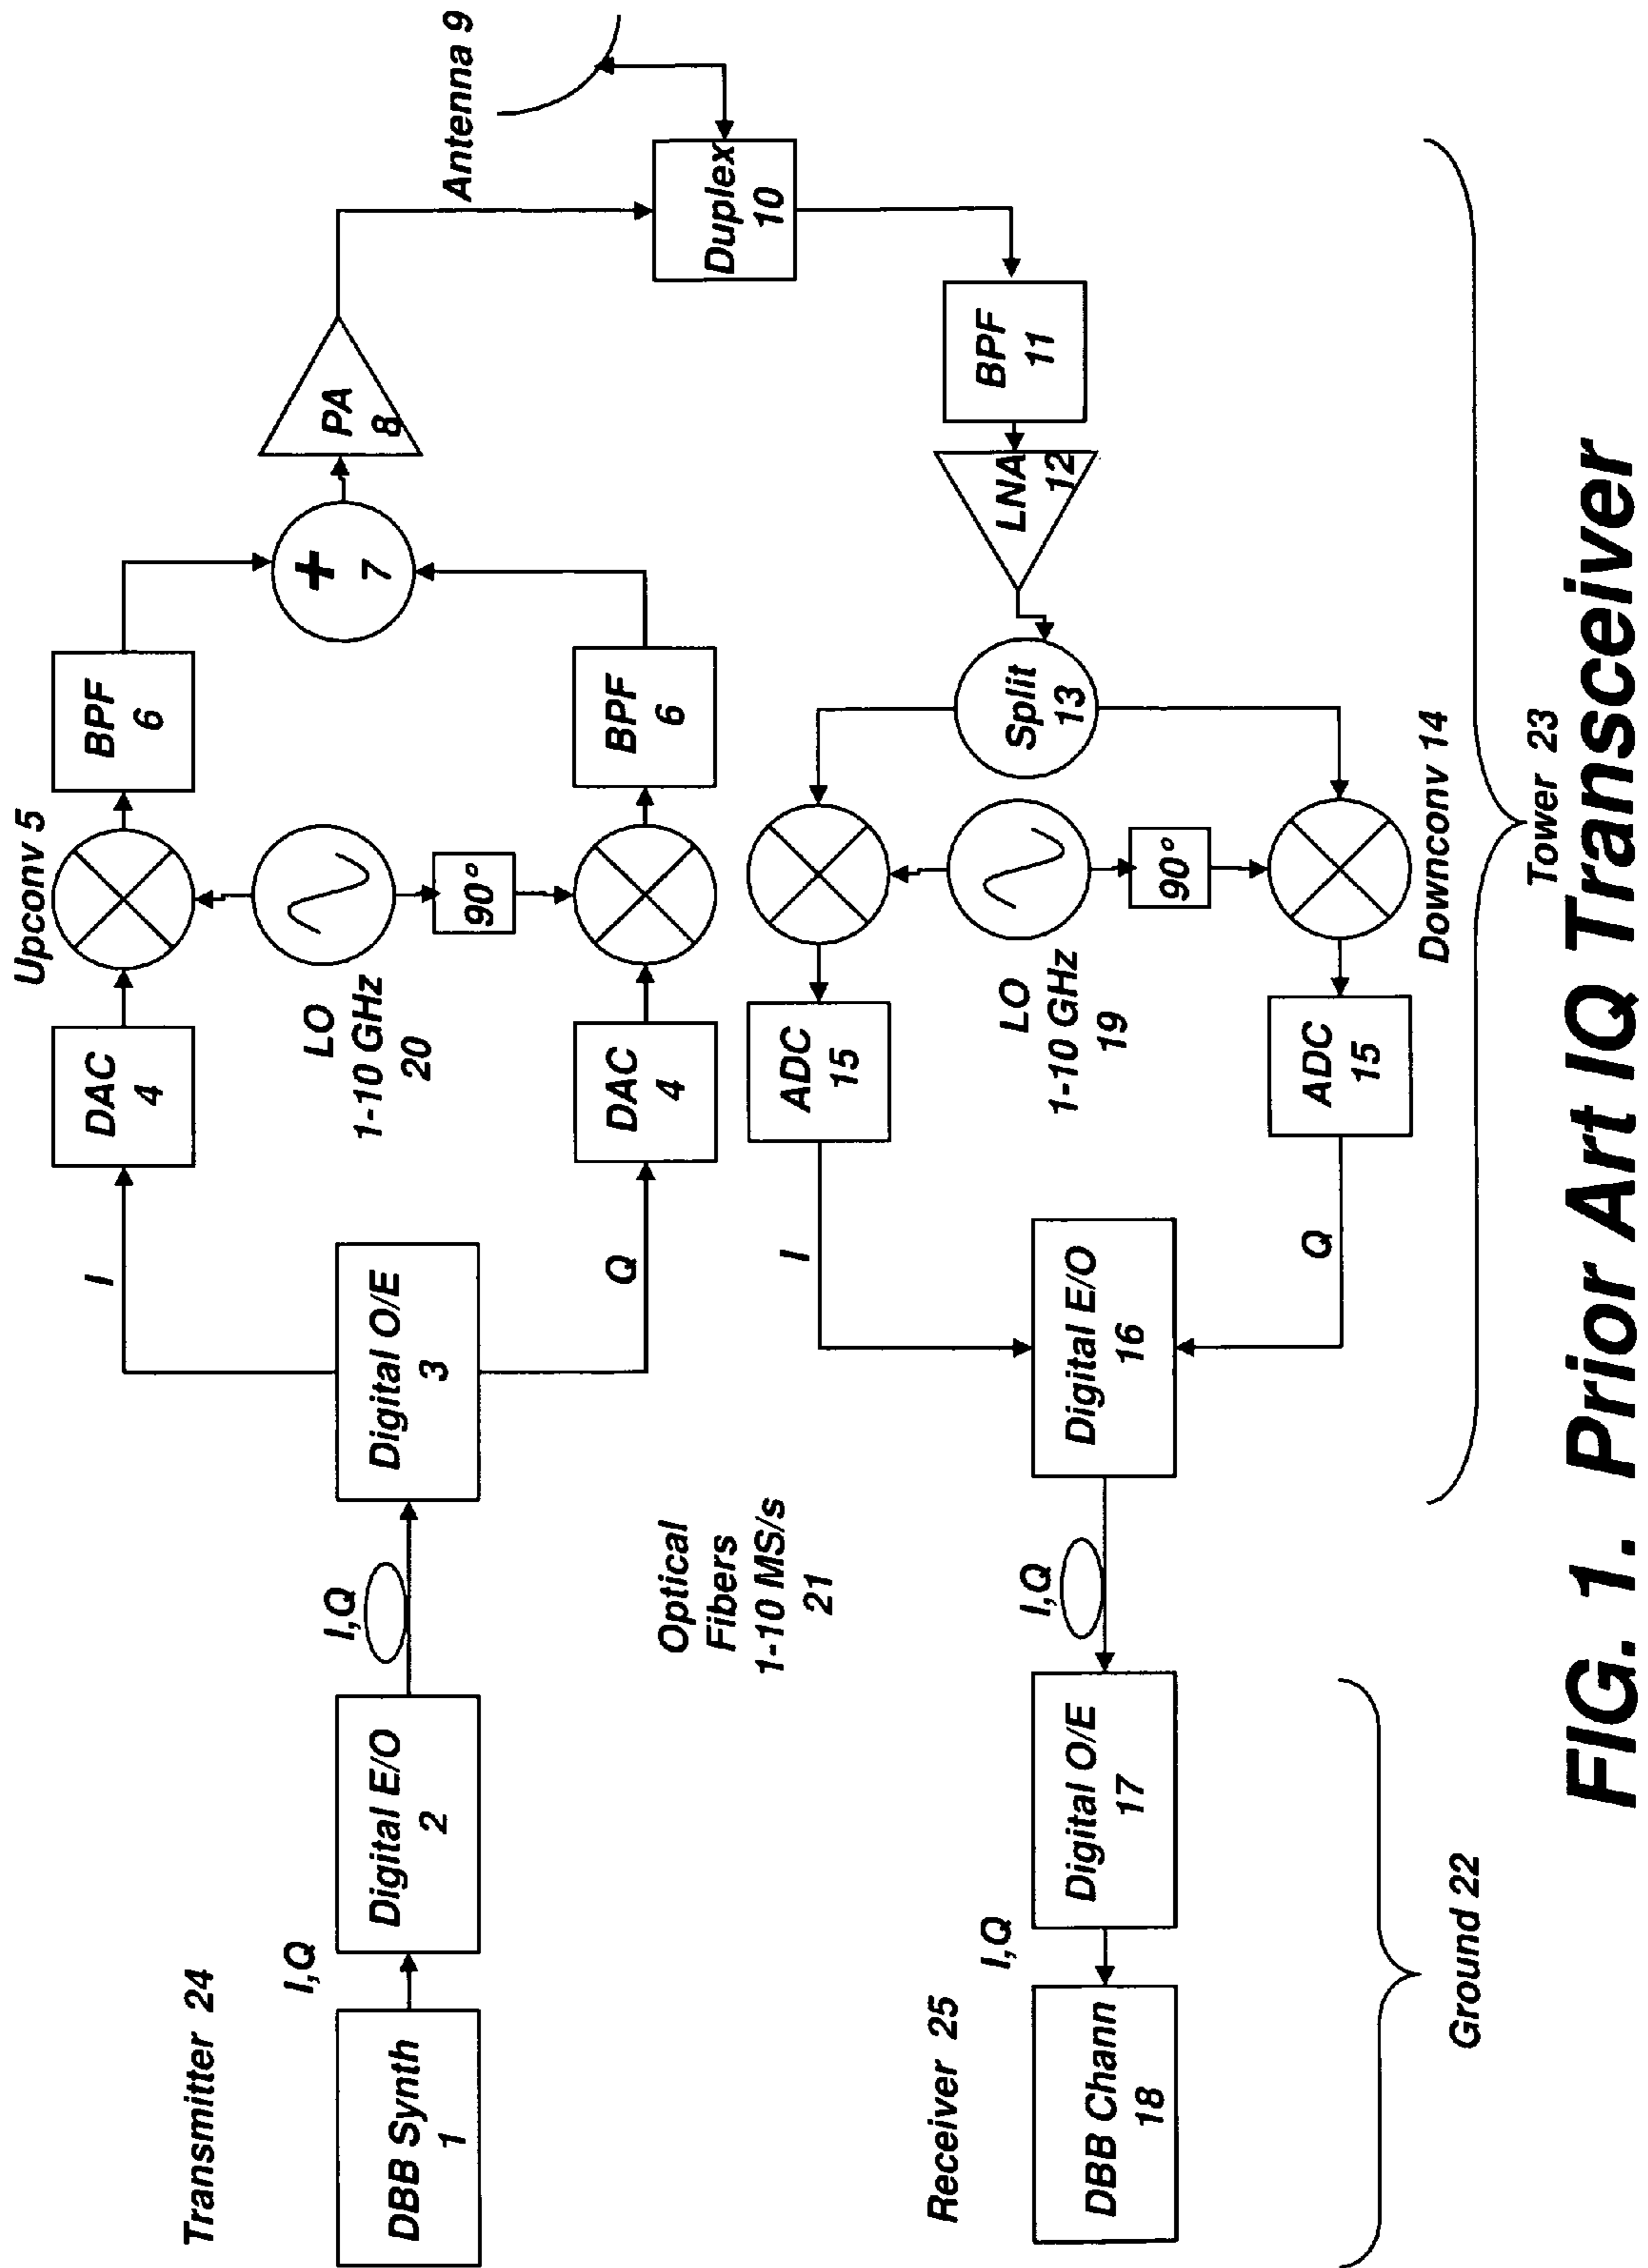 Transmitter 24
DBB Synth
1
I,Q
Digital E/O
2
I,Q
Digital O/E
3
I
Q
DAC
4
DAC
4
Upconv 5
LO
1-10 GHz
20
90°
BPF
6
BPF
6
+
7
PA
8
Antenna 9
Duplex
10
Optical
Fibers
1-10 MS/s
21
BPF
11
LNA
12
Split
13
LO
1-10 GHz
19
90°
Downconv 14
ADC
15
ADC
15
I
Q
Digital E/O
16
I,Q
Digital O/E
17
I,Q
DBB Chann
18
Receiver 25
Ground 22
Tower 23
FIG. 1. Prior Art IQ Transceiver